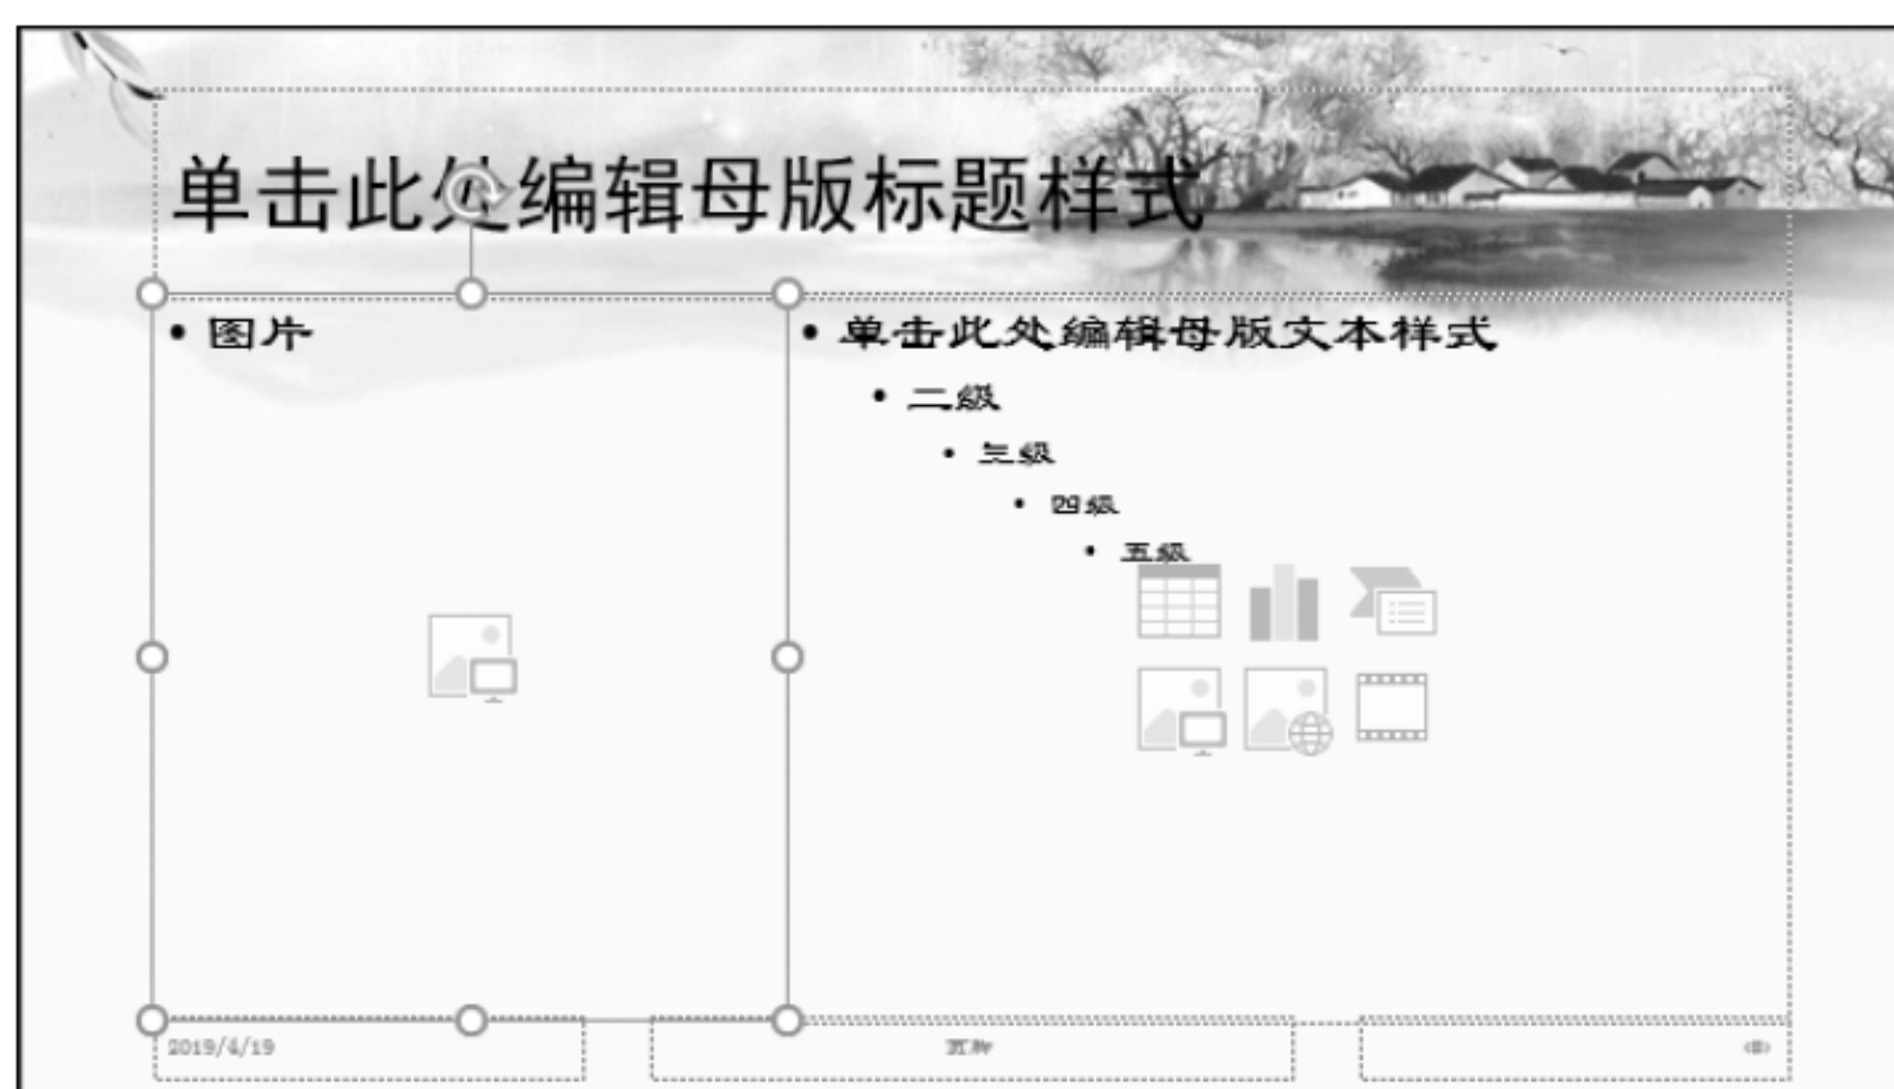 单击此处编辑母版标题样式
• 图片
• 单击此处编辑母版文本样式
• 二级
• 三级
• 四级
• 五级
2019/4/19
页脚
‹#›